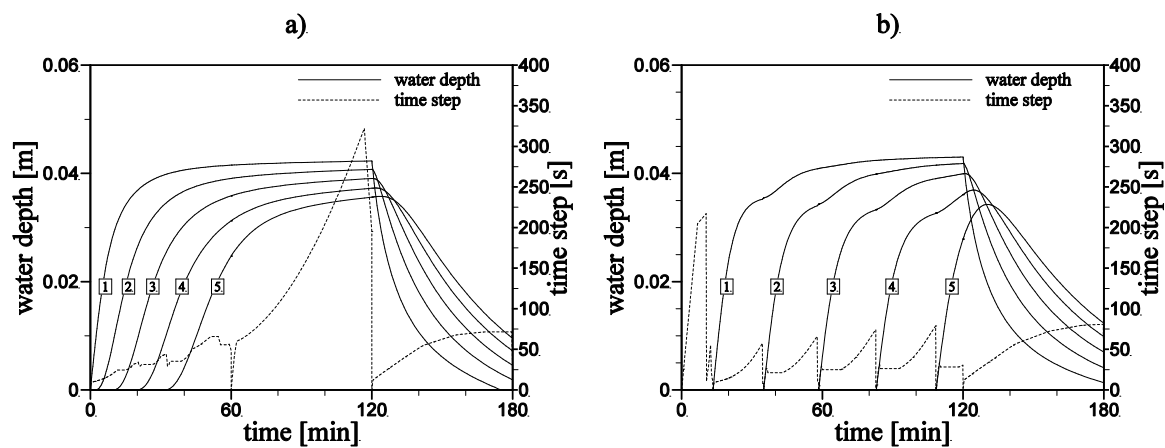 a)
b)
water depth
time step
water depth
time step
0.06
0.04
0.02
0
400
350
300
250
200
150
100
50
0
water depth [m]
time step [s]
1 2 3 4 5
0 60 120 180
time [min]
0.06
0.04
0.02
0
400
350
300
250
200
150
100
50
0
water depth [m]
time step [s]
1 2 3 4 5
0 60 120 180
time [min]